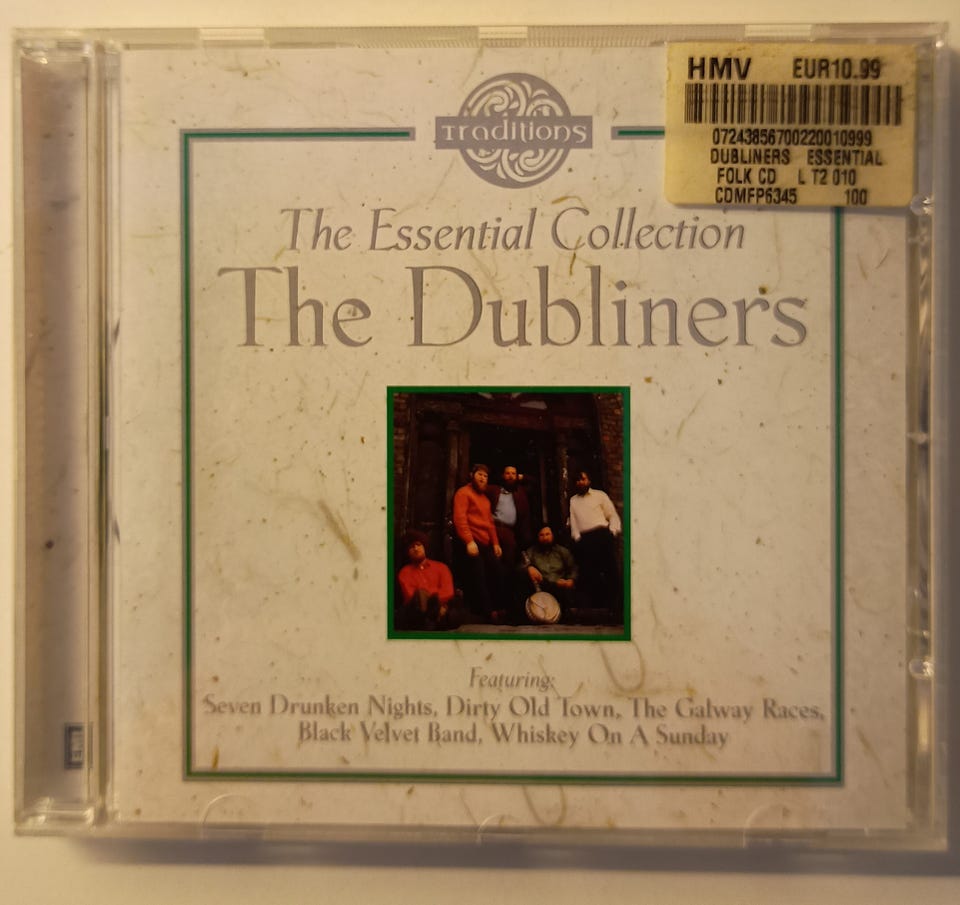 HMV EUR10.99
07243856700220010999
DUBLINERS ESSENTIAL
FOLK CD L T2 010
CDMFP6345 100
Traditions
The Essential Collection
The Dubliners
Featuring:
Seven Drunken Nights, Dirty Old Town, The Galway Races,
Black Velvet Band, Whiskey On A Sunday